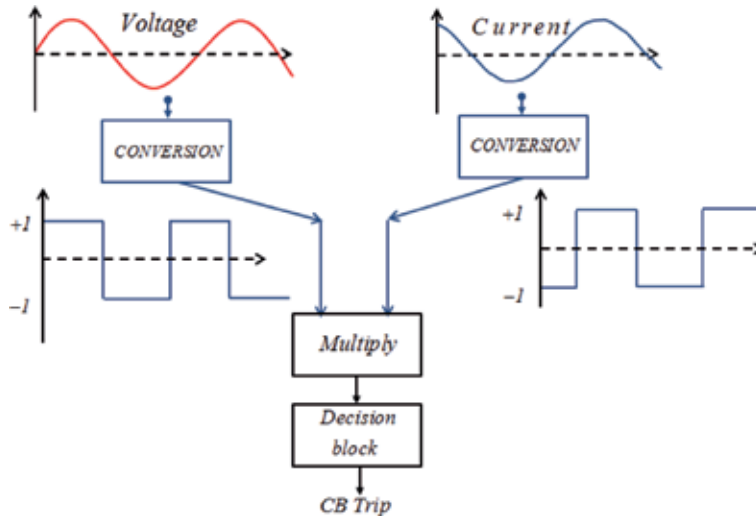 Voltage
Current
CONVERSION
CONVERSION
+1
-1
+1
-1
Multiply
Decision
block
CB Trip